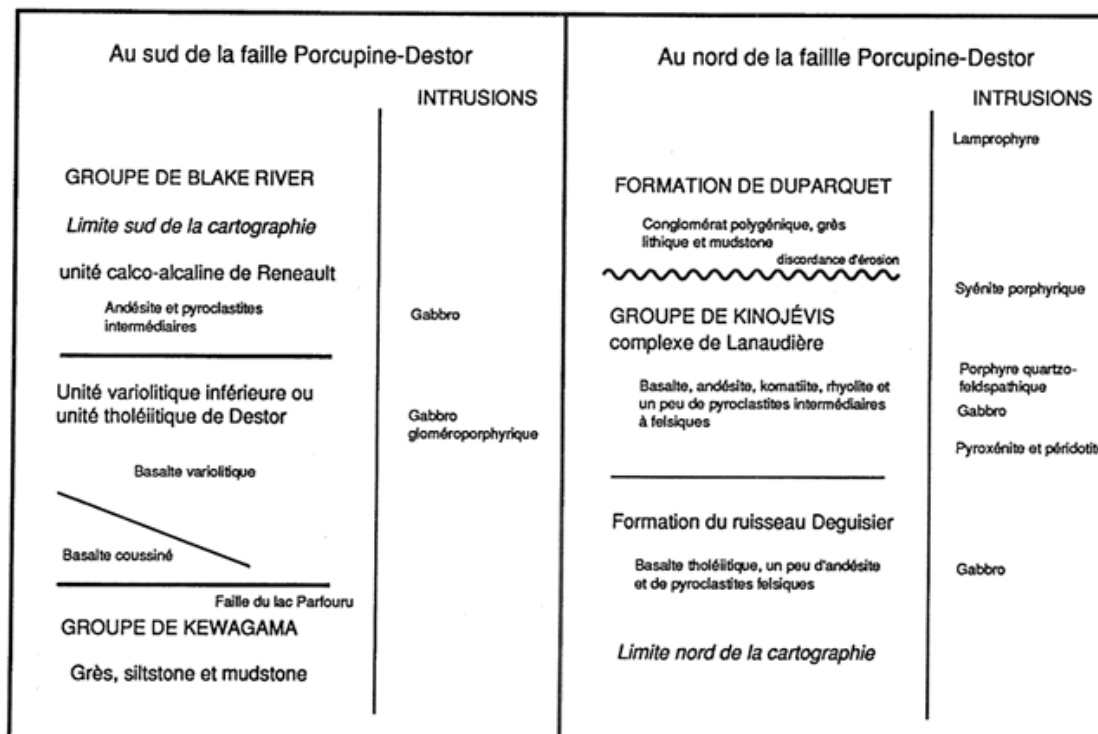 Au sud de la faille Porcupine-Destor
INTRUSIONS
GROUPE DE BLAKE RIVER
Limite sud de la cartographie
unité calco-alcaline de Reneault
Andésite et pyroclastites
intermédiaires
Gabbro
Unité variolitique inférieure ou
unité tholéiitique de Destor
Gabbro
gloméroporphyrique
Basalte variolitique
Basalte coussiné
Faille du lac Parfouru
GROUPE DE KEWAGAMA
Grès, siltstone et mudstone
Au nord de la faillle Porcupine-Destor
INTRUSIONS
Lamprophyre
FORMATION DE DUPARQUET
Conglomérat polygénique, grès
lithique et mudstone
discordance d'érosion
Syénite porphyrique
GROUPE DE KINOJÉVIS
complexe de Lanaudière
Basalte, andésite, komatiite, rhyolite et
un peu de pyroclastites intermédiaires
à felsiques
Porphyre quartzo-
feldspathique
Gabbro
Pyroxénite et péridotite
Formation du ruisseau Deguisier
Basalte tholéiitique, un peu d'andésite
et de pyroclastites felsiques
Gabbro
Limite nord de la cartographie